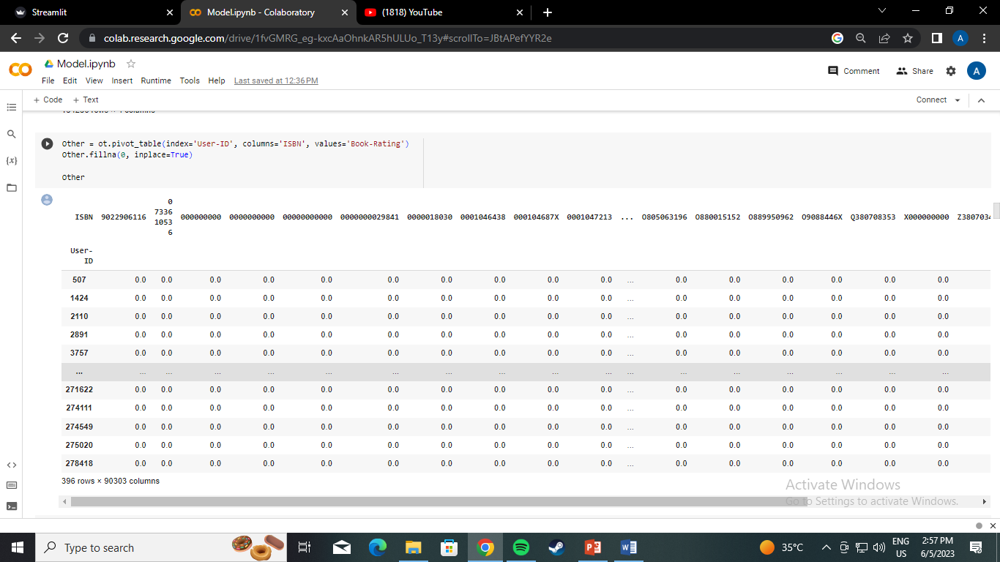 Streamlit
Model.ipynb - Colaboratory
(1818) YouTube
colab.research.google.com/drive/1fvGMRG_eg-kxcAaOhnkAR5hULUo_T13y#scrollTo=JBtAPefYYR2e
A
CO
Model.ipynb
File Edit View Insert Runtime Tools Help Last saved at 12:36 PM
Comment Share A
+ Code + Text
Connect
Other = ot.pivot_table(index='User-ID', columns='ISBN', values='Book-Rating')
Other.fillna(0, inplace=True)
Other
ISBN 9022906116 0 7336 1053 6 000000000 0000000000 00000000000 0000000029841 0000018030 0001046438 000104687X 0001047213 ... O805063196 O880015152 O889950962 O9088446X Q380708353 X000000000 Z3807034
User-
ID
507 0.0 0.0 0.0 0.0 0.0 0.0 0.0 0.0 0.0 0.0 ... 0.0 0.0 0.0 0.0 0.0 0.0
1424 0.0 0.0 0.0 0.0 0.0 0.0 0.0 0.0 0.0 0.0 ... 0.0 0.0 0.0 0.0 0.0 0.0
2110 0.0 0.0 0.0 0.0 0.0 0.0 0.0 0.0 0.0 0.0 ... 0.0 0.0 0.0 0.0 0.0 0.0
2891 0.0 0.0 0.0 0.0 0.0 0.0 0.0 0.0 0.0 0.0 ... 0.0 0.0 0.0 0.0 0.0 0.0
3757 0.0 0.0 0.0 0.0 0.0 0.0 0.0 0.0 0.0 0.0 ... 0.0 0.0 0.0 0.0 0.0 0.0
... ... ... ... ... ... ... ... ... ... ... ... ... ... ... ... ... ...
271622 0.0 0.0 0.0 0.0 0.0 0.0 0.0 0.0 0.0 0.0 ... 0.0 0.0 0.0 0.0 0.0 0.0
274111 0.0 0.0 0.0 0.0 0.0 0.0 0.0 0.0 0.0 0.0 ... 0.0 0.0 0.0 0.0 0.0 0.0
274549 0.0 0.0 0.0 0.0 0.0 0.0 0.0 0.0 0.0 0.0 ... 0.0 0.0 0.0 0.0 0.0 0.0
275020 0.0 0.0 0.0 0.0 0.0 0.0 0.0 0.0 0.0 0.0 ... 0.0 0.0 0.0 0.0 0.0 0.0
278418 0.0 0.0 0.0 0.0 0.0 0.0 0.0 0.0 0.0 0.0 ... 0.0 0.0 0.0 0.0 0.0 0.0
396 rows × 90303 columns
Activate Windows
Go to Settings to activate Windows.
Type to search
35°C
ENG
US
2:57 PM
6/5/2023